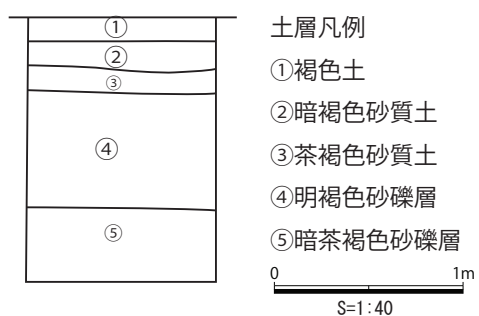 ①
②
③
④
⑤
土層凡例
①褐色土
②暗褐色砂質土
③茶褐色砂質土
④明褐色砂礫層
⑤暗茶褐色砂礫層
0 1m
S=1:40